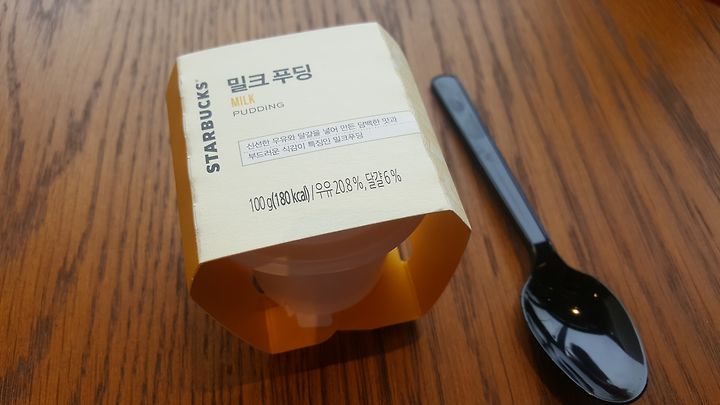 STARBUCKS
밀크 푸딩
MILK
PUDDING
신선한 우유와 달걀을 넣어 만든 담백한 맛과
부드러운 식감이 특징인 밀크푸딩
100 g(180 kcal) / 우유 20.8 %, 달걀 6 %